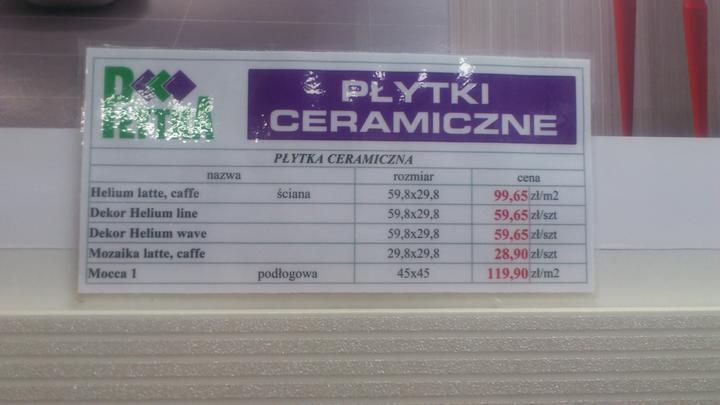 PŁYTKI
CERAMICZNE
PŁYTKA CERAMICZNA
nazwa rozmiar cena
Helium latte, caffe ściana 59,8x29,8 99,65 zł/m2
Dekor Helium line 59,8x29,8 59,65 zł/szt
Dekor Helium wave 59,8x29,8 59,65 zł/szt
Mozaika latte, caffe 29,8x29,8 28,90 zł/szt
Mocca 1 podłogowa 45x45 119,90 zł/m2